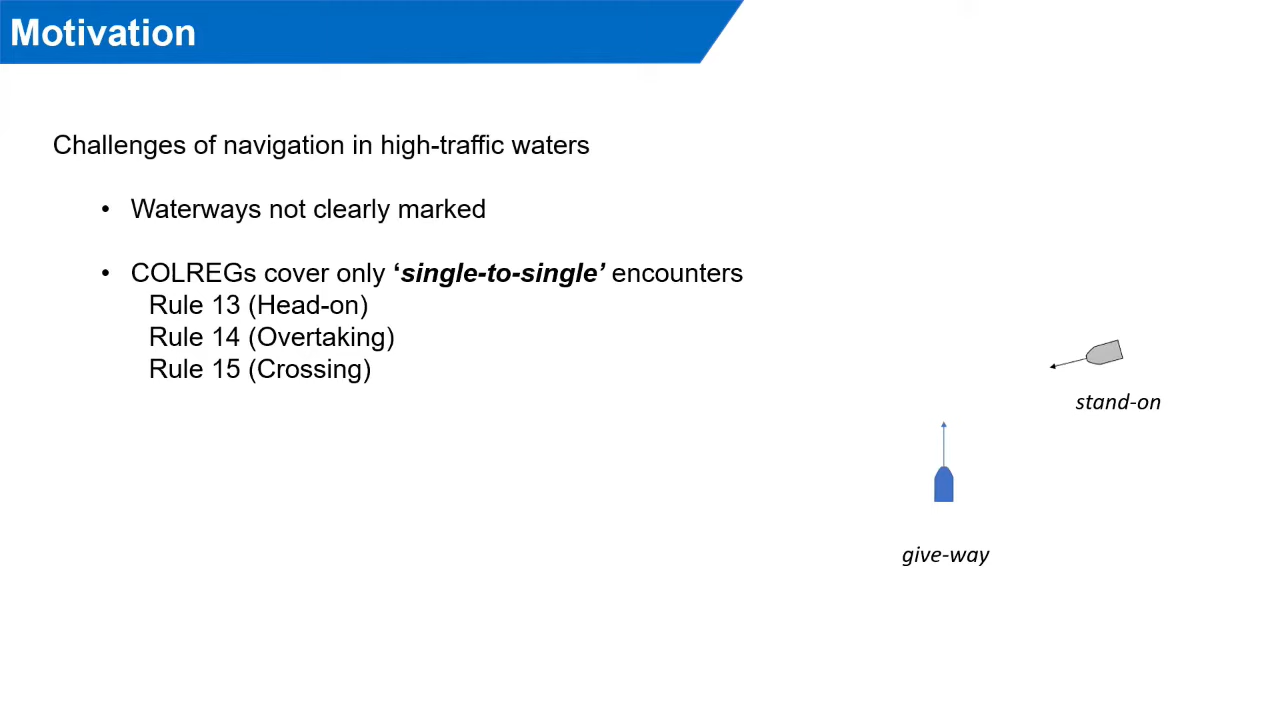 Motivation
Challenges of navigation in high-traffic waters
• Waterways not clearly marked
• COLREGs cover only ‘single-to-single’ encounters
Rule 13 (Head-on)
Rule 14 (Overtaking)
Rule 15 (Crossing)
stand-on
give-way